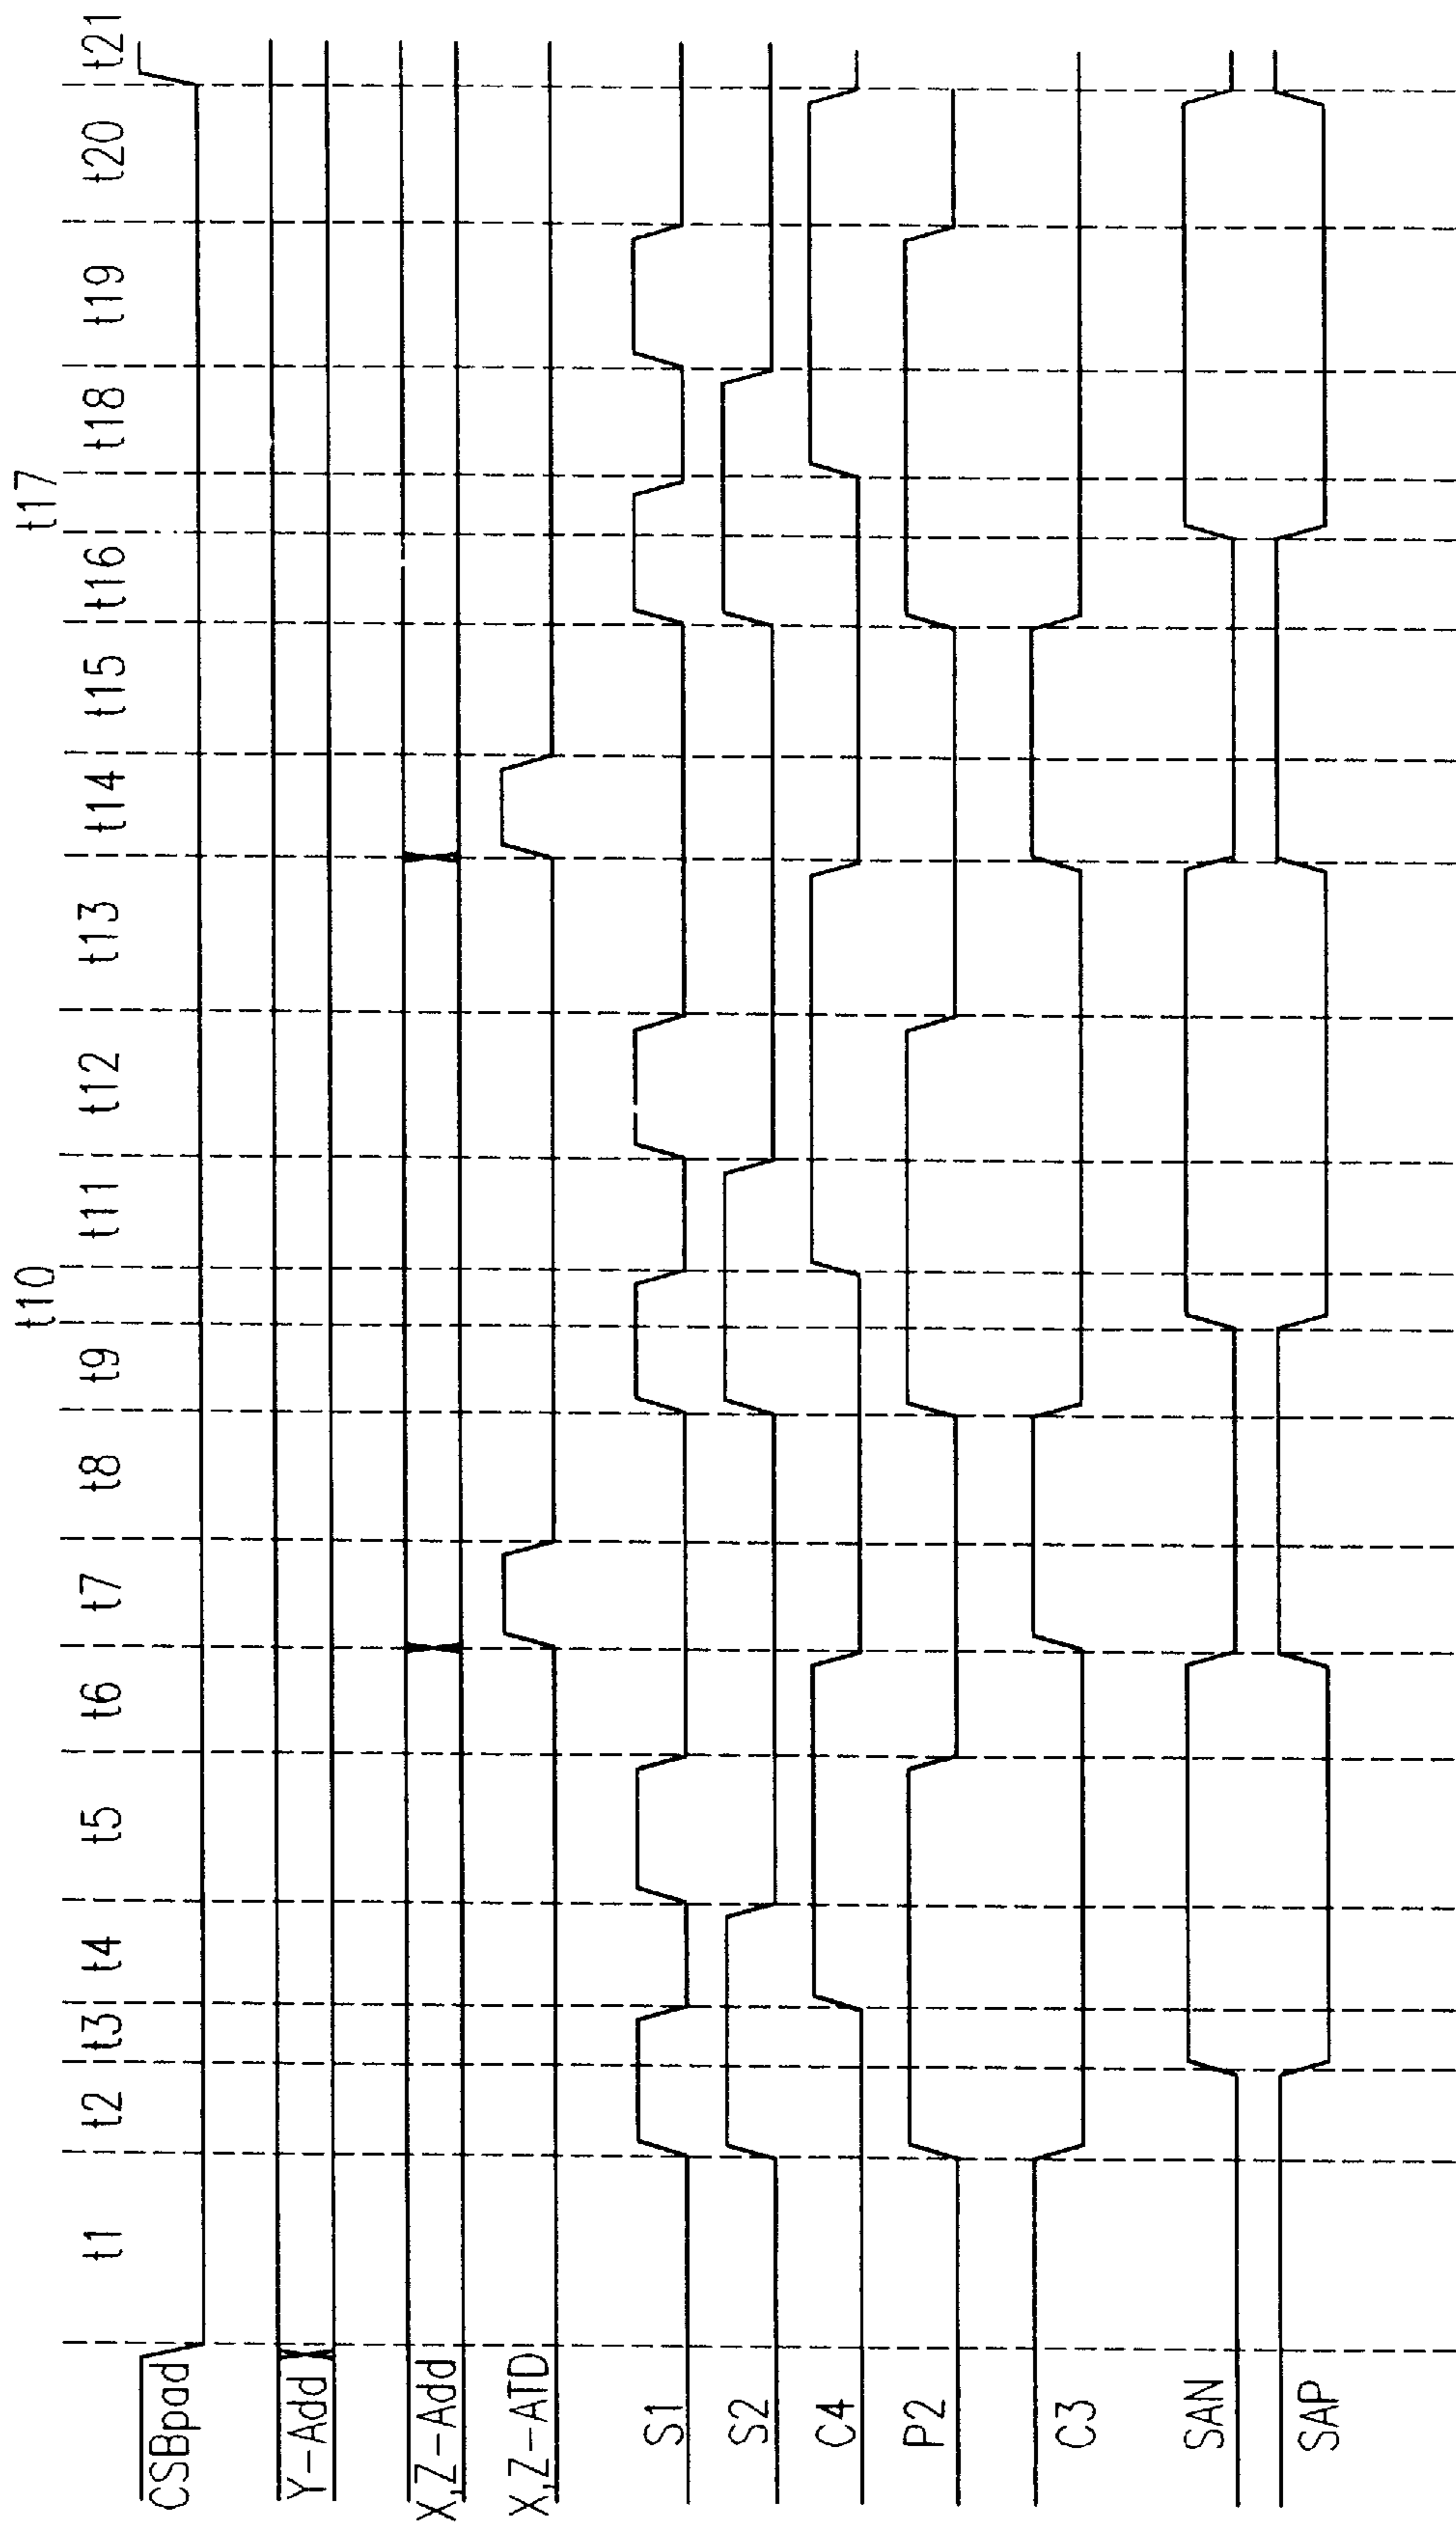 t10 t17
t1 t2 t3 t4 t5 t6 t7 t8 t9 t11 t12 t13 t14 t15 t16 t18 t19 t20 t21
CSBpad
Y-Add
X,Z-Add
X,Z-ATD
S1
S2
C4
P2
C3
SAN
SAP